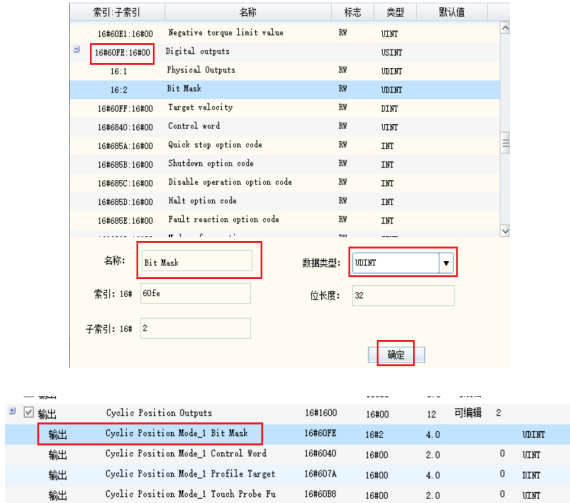 索引:子索引 名称 标志 类型 默认值
16#60E1:16#00 Negative torque limit value RW UINT
16#60FE:16#00 Digital outputs USINT
16:1 Physical Outputs RW UDINT
16:2 Bit Mask RW UDINT
16#60FF:16#00 Target velocity RW DINT
16#6840:16#00 Control word RW UINT
16#685A:16#00 Quick stop option code RW INT
16#685B:16#00 Shutdown option code RW INT
16#685C:16#00 Disable operation option code RW INT
16#685D:16#00 Halt option code RW INT
16#685E:16#00 Fault reaction option code RW INT
名称: Bit Mask 数据类型: UDINT
索引: 16# 60fe 位长度: 32
子索引: 16# 2
确定
输出 Cyclic Position Outputs 16#1600 16#00 12 可编辑 2
输出 Cyclic Position Mode_1 Bit Mask 16#60FE 16#2 4.0 UDINT
输出 Cyclic Position Mode_1 Control Word 16#6040 16#00 2.0 0 UINT
输出 Cyclic Position Mode_1 Profile Target 16#607A 16#00 4.0 0 DINT
输出 Cyclic Position Mode_1 Touch Probe Fu 16#60B8 16#00 2.0 0 UINT